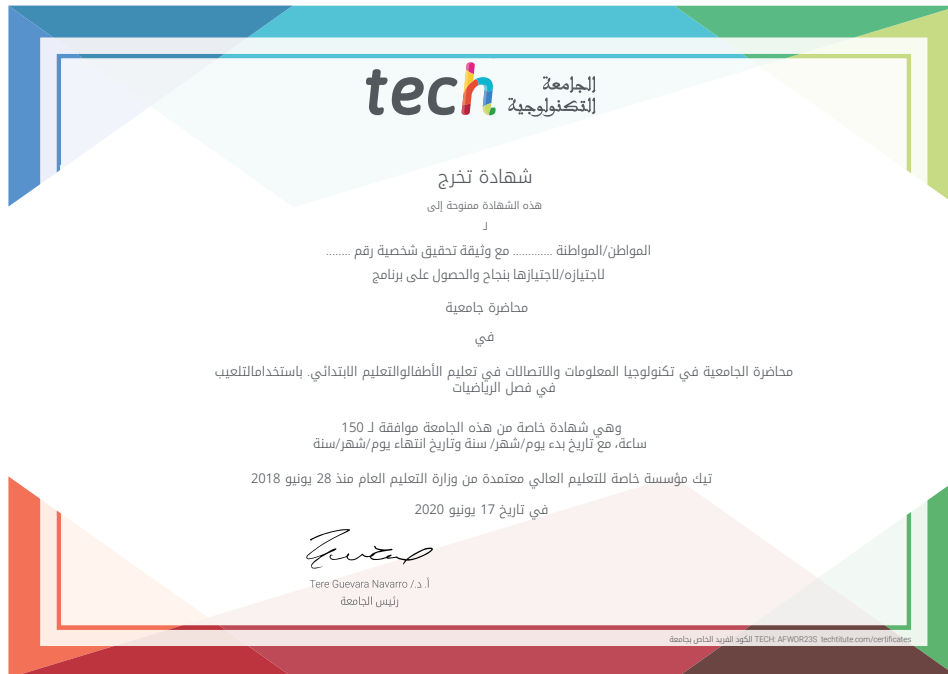 tech
الجامعة
التكنولوجية
شهادة تخرج
هذه الشهادة ممنوحة إلى
لـ
المواطن/المواطنة ............ مع وثيقة تحقيق شخصية رقم ........
لاجتيازه/لاجتيازها بنجاح والحصول على برنامج
محاضرة جامعية
في
محاضرة الجامعية في تكنولوجيا المعلومات والاتصالات في تعليم الأطفالوالتعليم الابتدائي. باستخدامالتلعيب
في فصل الرياضيات
وهي شهادة خاصة من هذه الجامعة موافقة لـ 150
ساعة، مع تاريخ بدء يوم/شهر/ سنة وتاريخ انتهاء يوم/شهر/سنة
تيك مؤسسة خاصة للتعليم العالي معتمدة من وزارة التعليم العام منذ 28 يونيو 2018
في تاريخ 17 يونيو 2020
أ. د./ Tere Guevara Navarro
رئيس الجامعة
الكود الفريد الخاص بجامعة TECH: AFWOR23S techtitute.com/certificates